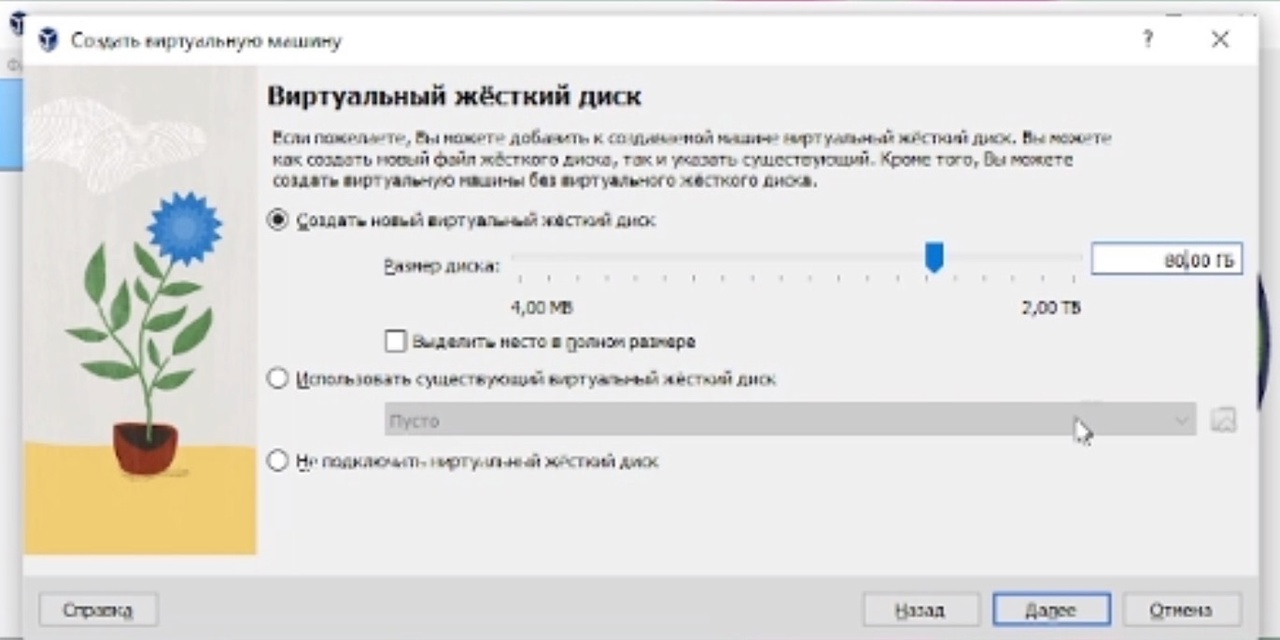 Создать виртуальную машину
?
Виртуальный жёсткий диск
Если пожелаете, Вы можете добавить к создаваемой машине виртуальный жёсткий диск. Вы можете
как создать новый файл жёсткого диска, так и указать существующий. Кроме того, Вы можете
создать виртуальную машины без виртуального жёсткого диска.
Создать новый виртуальный жёсткий диск
Размер диска:
80,00 ТБ
4,00 МБ
2,00 ТБ
Выделить место в полном размере
Использовать существующий виртуальный жёсткий диск
Пусто
Не подключать виртуальный жёсткий диск
Справка
Назад
Далее
Отмена